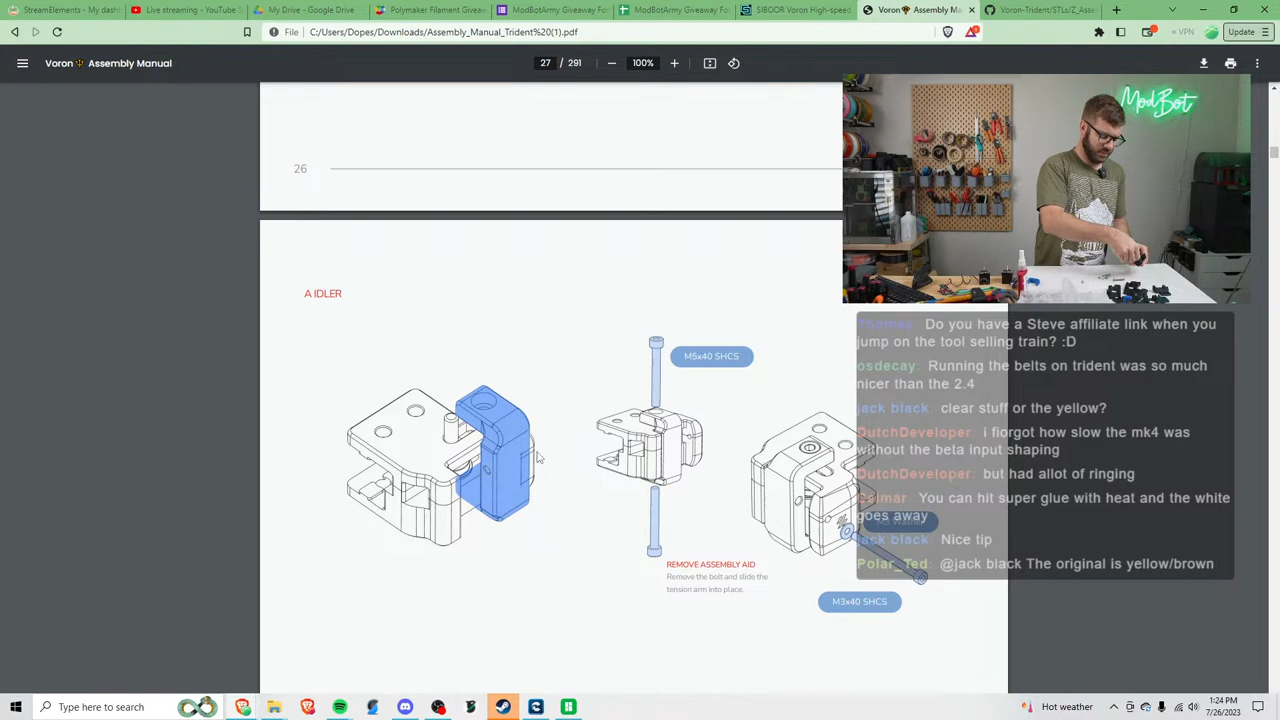 StreamElements
YouTube S
My Drive - Google Drive
Polymaker Filament Giveaw
ModBotArmy Giveaway Fo
ModBotArmy Giveaway For
SIBOOR Voron High-speed
Voron M Assembly Manual
Voron-Trident/STLs/Z_Assem
File C:/Users/Dopes/Downloads/Assembly_Manual_Trident%20(1).pdf
VPN
Update
Voron Assembly Manual
27 / 291
100%
ModBot
26
A IDLER
M5x40 SHCS
REMOVE ASSEMBLY AID
Remove the bolt and slide the
tension arm into place.
M3 Washer
M3x40 SHCS
Thomas: Do you have a Steve affiliate link when you
jump on the tool selling train? :D
osdecay: Running the belts on trident was so much
nicer than the 2.4
jack black: clear stuff or the yellow?
DutchDeveloper: i fiorgot how slow the mk4 was
without the beta input shaping
DutchDeveloper: but had allot of ringing
You can hit super glue with heat and the white
goes away
jack black: Nice tip
Polar_Ted: @jack black The original is yellow/brown
Type here to search
Hot weather
1:24 PM
7/26/2023